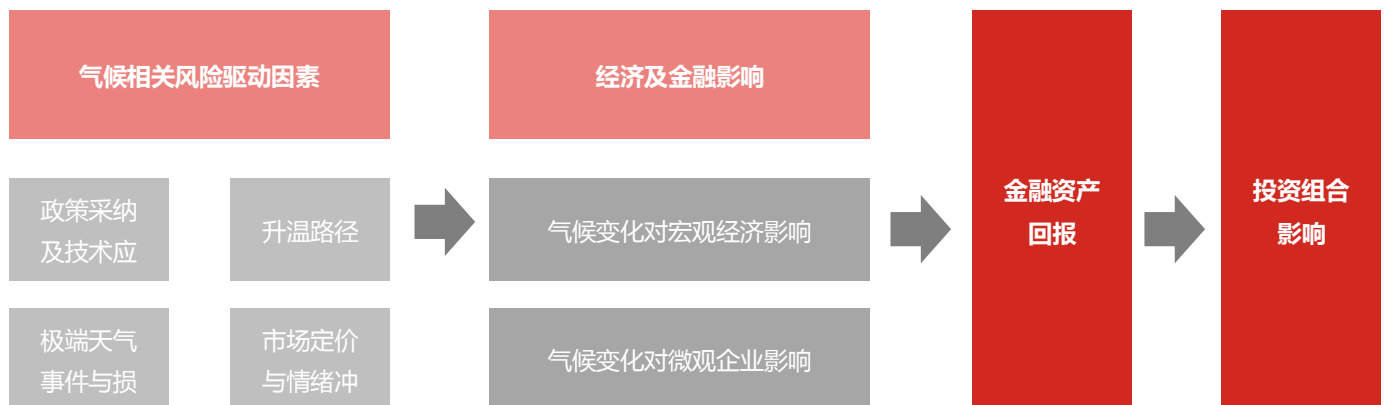 气候相关风险驱动因素
经济及金融影响
政策采纳
及技术应
升温路径
气候变化对宏观经济影响
极端天气
事件与损
市场定价
与情绪冲
气候变化对微观企业影响
金融资产
回报
投资组合
影响